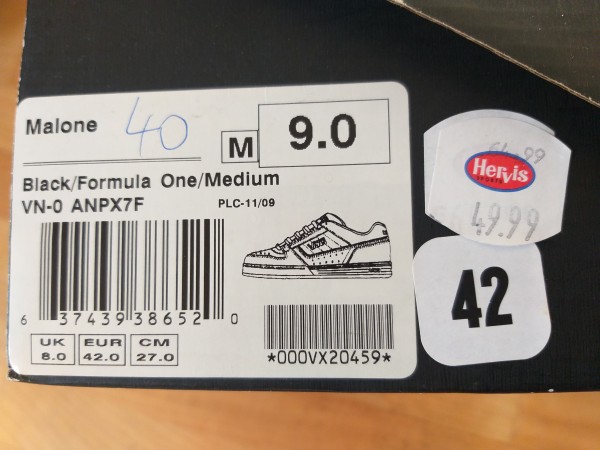 Malone
40
M
9.0
Black/Formula One/Medium
VN-0 ANPX7F
PLC-11/09
6 37439 38652 0
UK
8.0
EUR
42.0
CM
27.0
*000VX20459*
Hervis
SPORTS
49.99
42